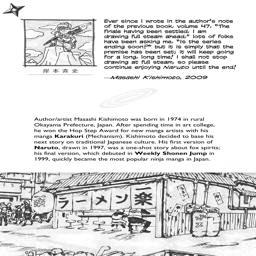 Ever since I wrote in the author's note
of the previous book, volume 47, "The
finale having been settled, I am
drawing full steam ahead," lots of folks
have been asking me, "Is the series
ending soon?" but it is simply that the
premise has been set; it will keep going
for a long, long time! I shall not stop
drawing at full steam, so please
continue enjoying Naruto until the end!
—Masashi Kishimoto, 2009
岸本斉史
Author/artist Masashi Kishimoto was born in 1974 in rural
Okayama Prefecture, Japan. After spending time in art college,
he won the Hop Step Award for new manga artists with his
manga Karakuri (Mechanism). Kishimoto decided to base his
next story on traditional Japanese culture. His first version of
Naruto, drawn in 1997, was a one-shot story about fox spirits;
his final version, which debuted in Weekly Shonen Jump in
1999, quickly became the most popular ninja manga in Japan.
ラーメン
楽